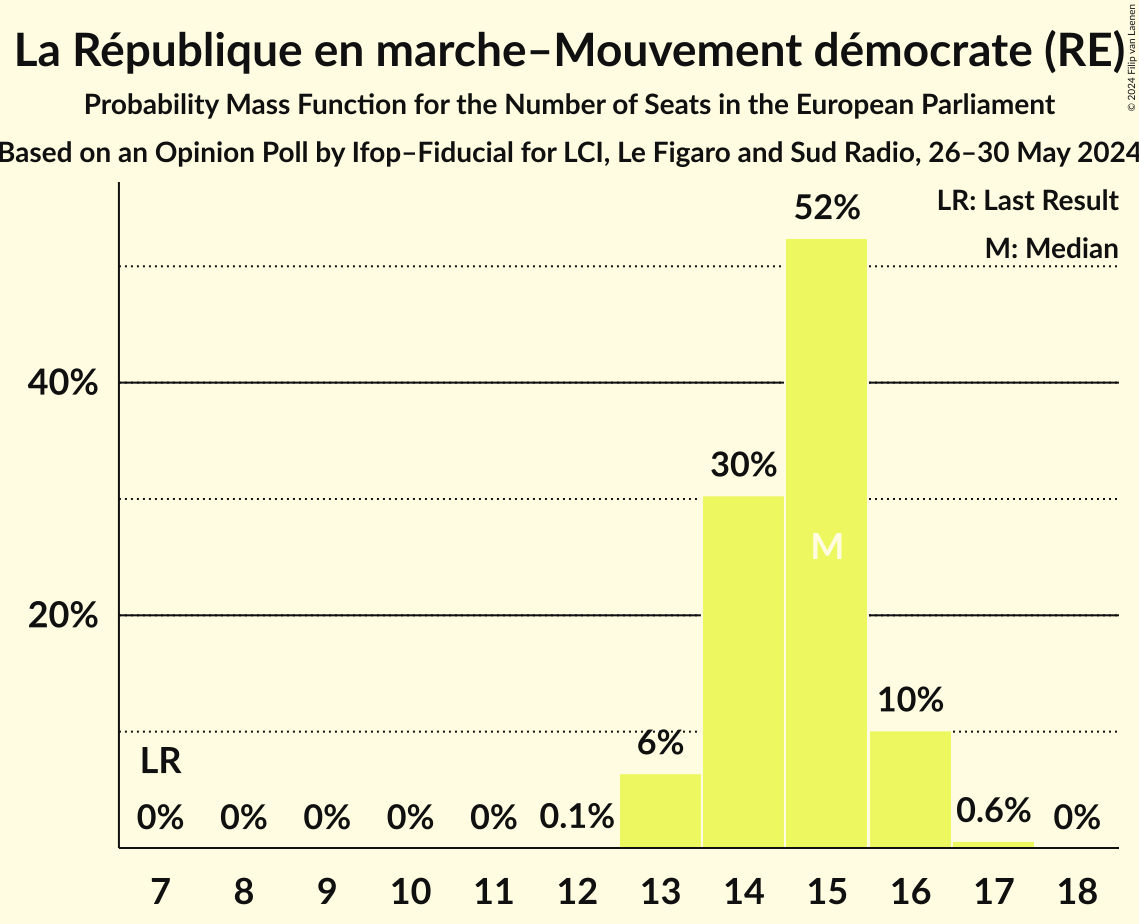 La République en marche–Mouvement démocrate (RE)
Probability Mass Function for the Number of Seats in the European Parliament
Based on an Opinion Poll by Ifop–Fiducial for LCI, Le Figaro and Sud Radio, 26–30 May 2024
© 2024 Filip van Laenen
LR: Last Result
M: Median
52%
40%
30%
M
20%
10%
6%
LR
0% 0% 0% 0% 0% 0.1% 0.6% 0%
7 8 9 10 11 12 13 14 15 16 17 18